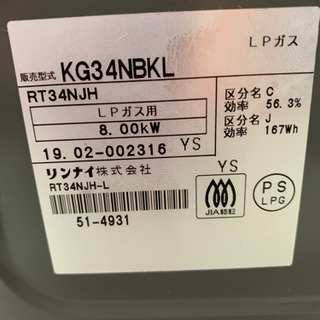 LPガス
販売型式 KG34NBKL
RT34NJH
LPガス用
8.00kW
19.02-002316 YS
リンナイ株式会社
RT34NJH-L
51-4931
区分名 C
効率 56.3%
区分名 J
効率 167Wh
YS
JIA認証
PS
LPG